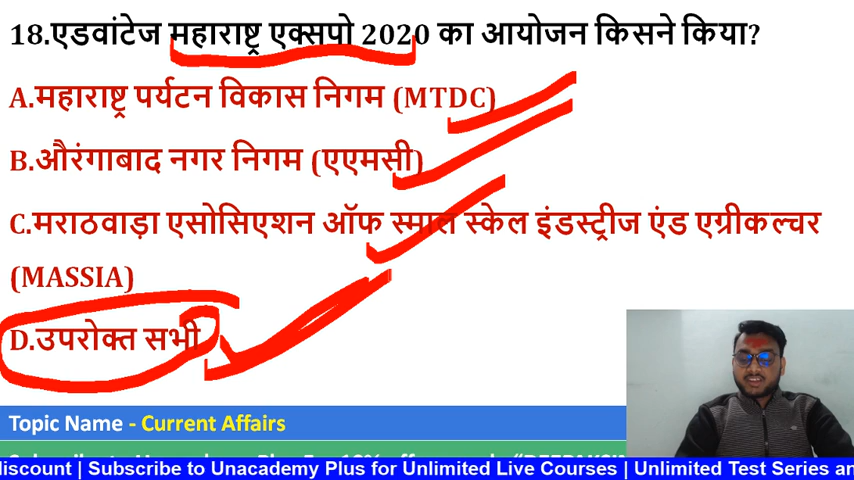 18.एडवांटेज महाराष्ट्र एक्सपो 2020 का आयोजन किसने किया?
A.महाराष्ट्र पर्यटन विकास निगम (MTDC)
B.औरंगाबाद नगर निगम (एएमसी)
C.मराठवाड़ा एसोसिएशन ऑफ स्माल स्केल इंडस्ट्रीज एंड एग्रीकल्चर
(MASSIA)
D.उपरोक्त सभी
Topic Name - Current Affairs
discount | Subscribe to Unacademy Plus for Unlimited Live Courses | Unlimited Test Series an